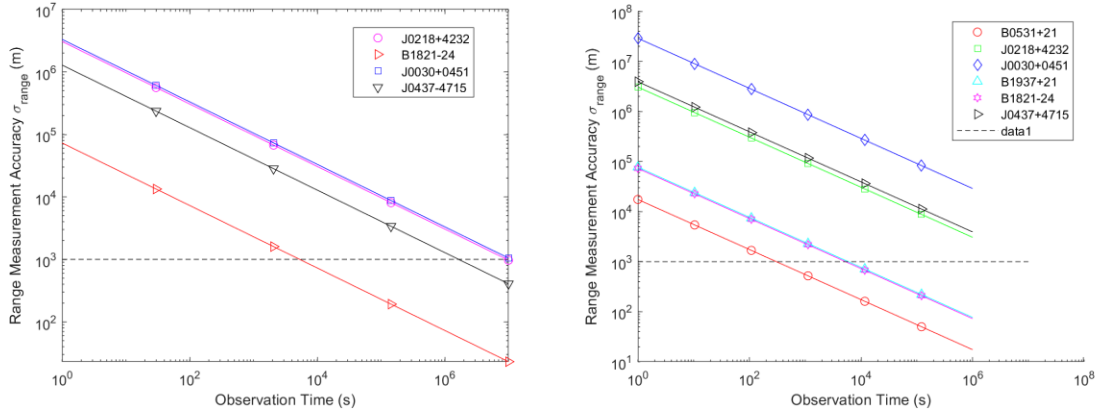 10^7
10^6
10^5
10^4
10^3
10^2
10^0
10^2
10^4
10^6
Range Measurement Accuracy σ_range (m)
Observation Time (s)
J0218+4232
B1821-24
J0030+0451
J0437-4715
10^8
10^7
10^6
10^5
10^4
10^3
10^2
10^1
10^0
10^2
10^4
10^6
10^8
Range Measurement Accuracy σ_range (m)
Observation Time (s)
B0531+21
J0218+4232
J0030+0451
B1937+21
B1821-24
J0437+4715
data1